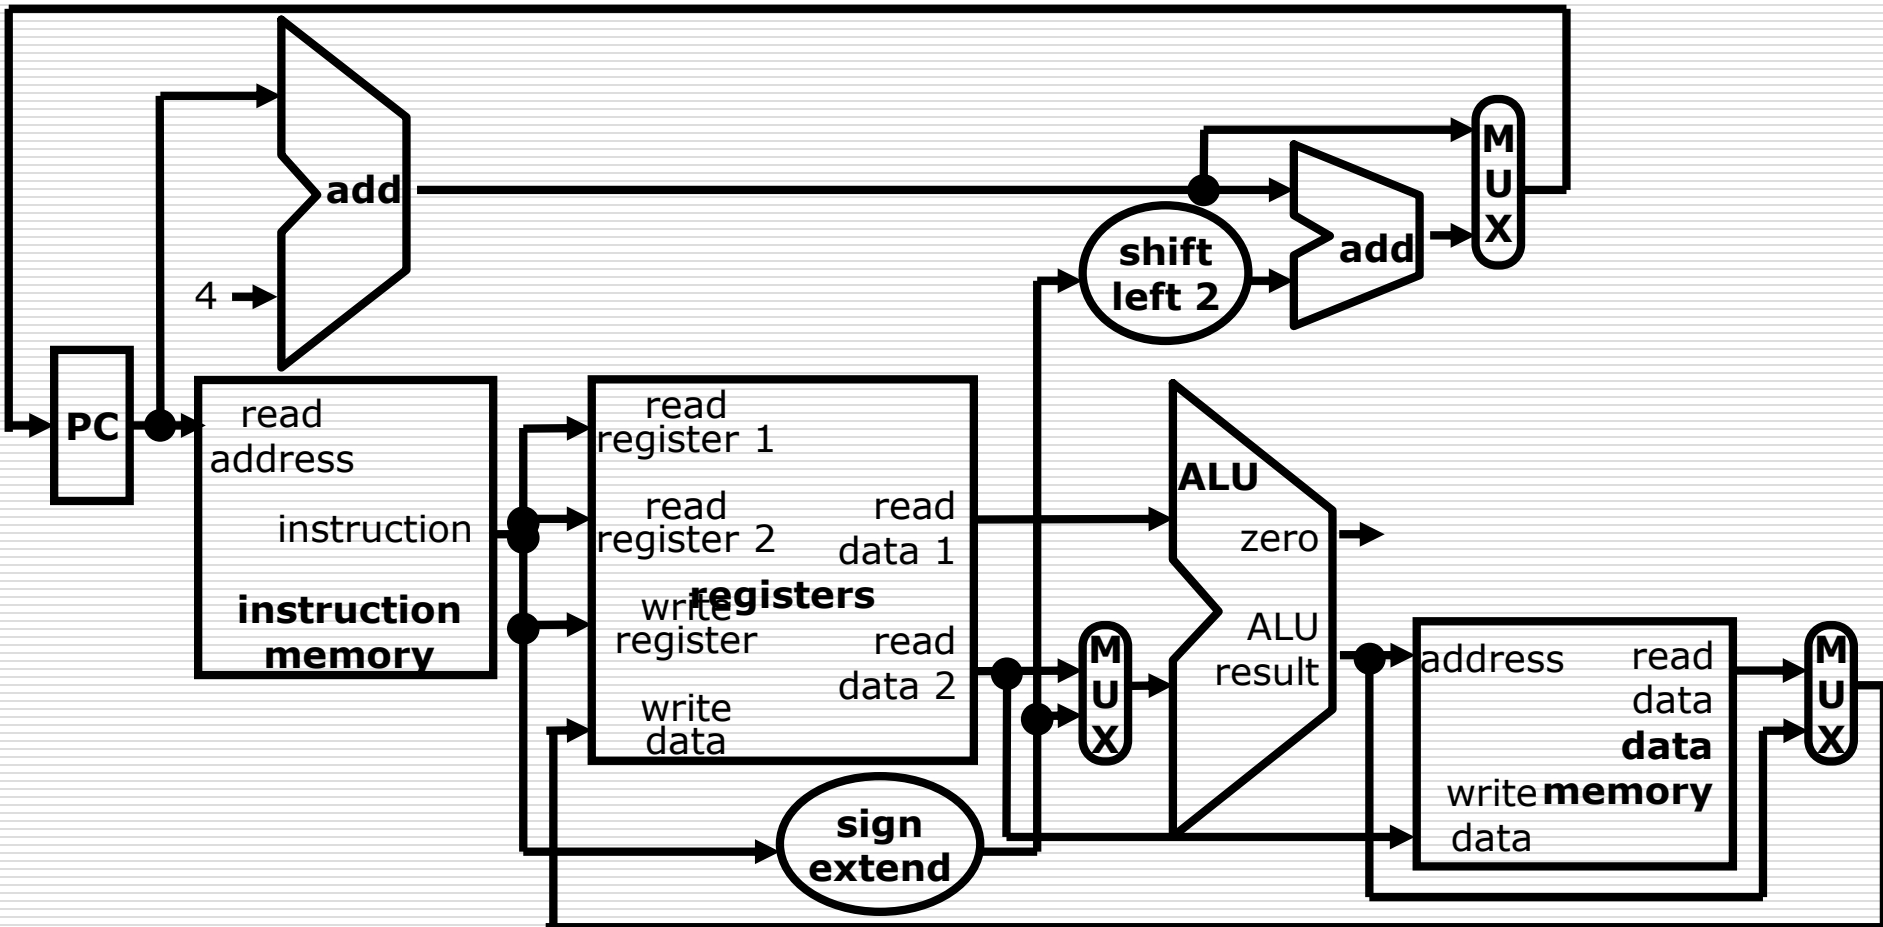 add
4
PC
read
address
instruction
instruction
memory
read
register 1
read
register 2
registers
write
register
write
data
read
data 1
read
data 2
sign
extend
shift
left 2
add
M
U
X
M
U
X
ALU
zero
ALU
result
address
read
data
data
memory
write
data
M
U
X